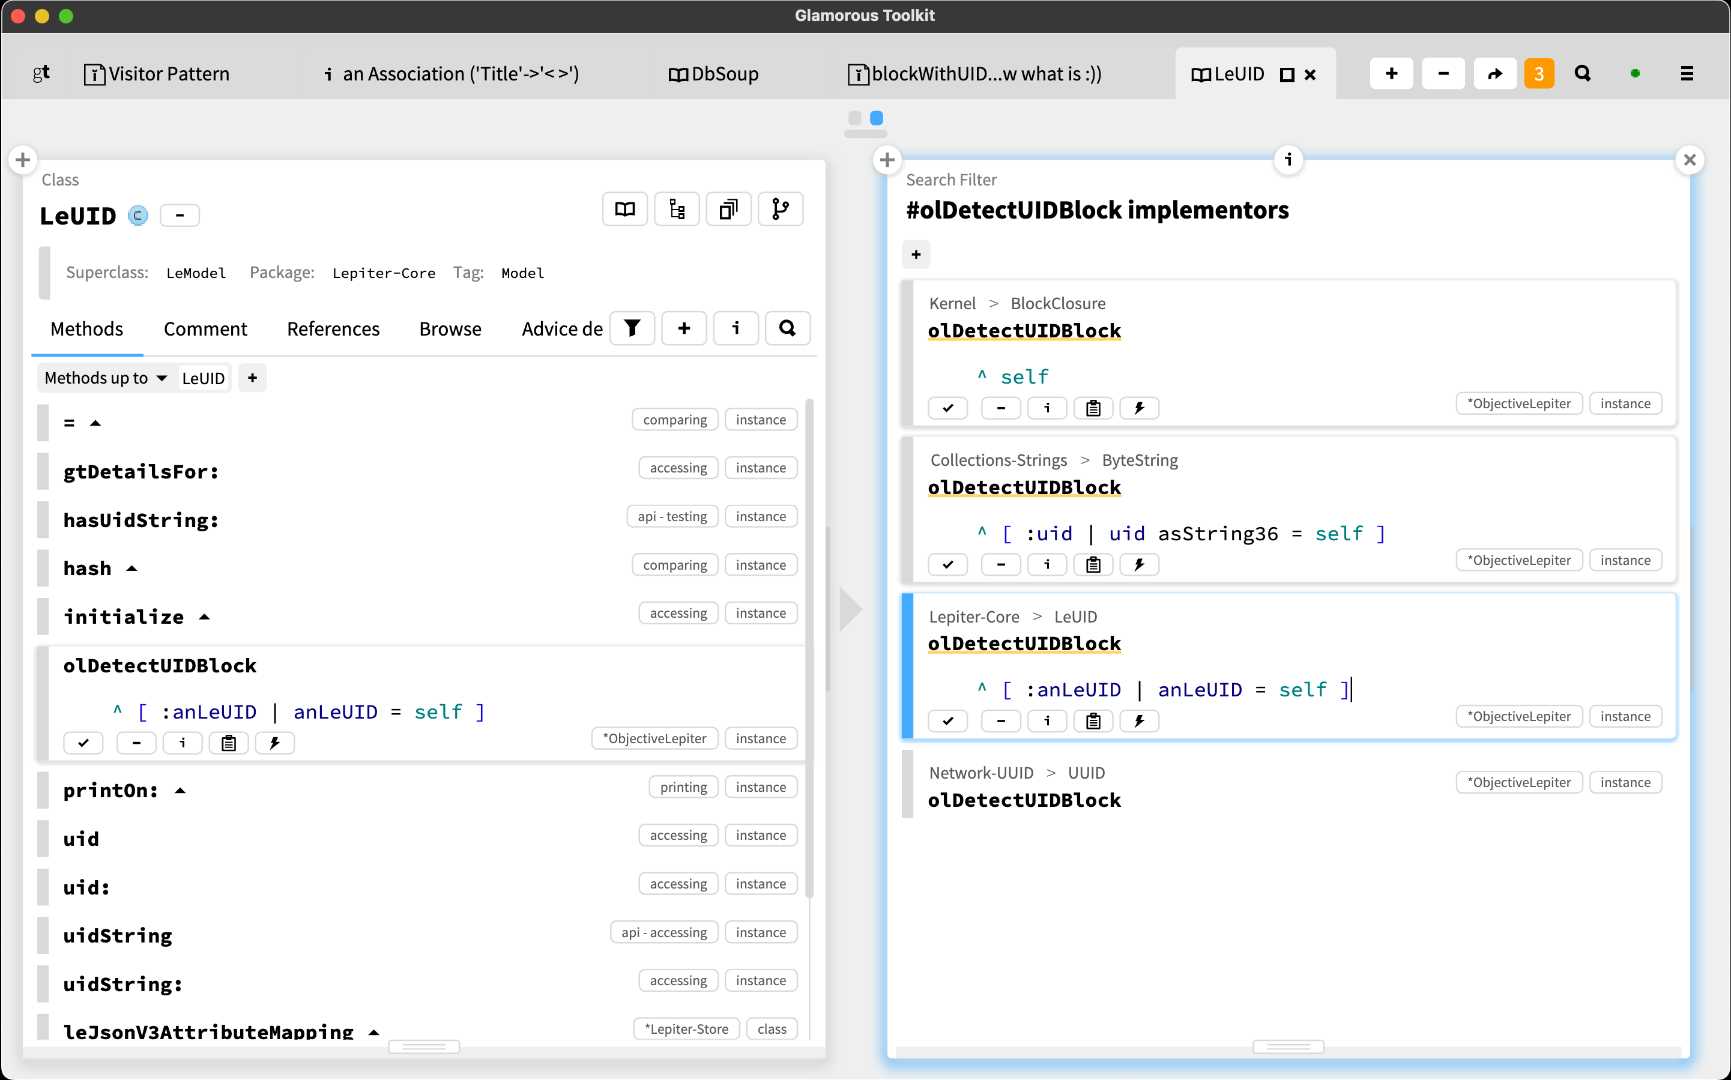 Glamorous Toolkit
gt
Visitor Pattern
i an Association ('Title'->'< >')
DbSoup
blockWithUID...w what is :))
LeUID
3
Class
LeUID
C
Superclass: LeModel Package: Lepiter-Core Tag: Model
Methods Comment References Browse Advice de
Methods up to LeUID +
= comparing instance
gtDetailsFor: accessing instance
hasUidString: api - testing instance
hash comparing instance
initialize accessing instance
olDetectUIDBlock
^ [ :anLeUID | anLeUID = self ]
*ObjectiveLepiter instance
printOn: printing instance
uid accessing instance
uid: accessing instance
uidString api - accessing instance
uidString: accessing instance
leJsonV3AttributeMapping *Lepiter-Store class
Search Filter
#olDetectUIDBlock implementors
+
Kernel > BlockClosure
olDetectUIDBlock
^ self
*ObjectiveLepiter instance
Collections-Strings > ByteString
olDetectUIDBlock
^ [ :uid | uid asString36 = self ]
*ObjectiveLepiter instance
Lepiter-Core > LeUID
olDetectUIDBlock
^ [ :anLeUID | anLeUID = self ]
*ObjectiveLepiter instance
Network-UUID > UUID
olDetectUIDBlock
*ObjectiveLepiter instance